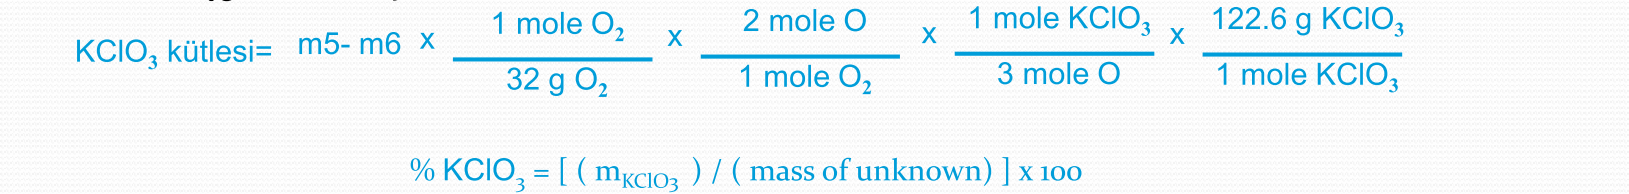 KClO₃ kütlesi= m5- m6 x 1 mole O₂ / 32 g O₂ x 2 mole O / 1 mole O₂ x 1 mole KClO₃ / 3 mole O x 122.6 g KClO₃ / 1 mole KClO₃
% KClO₃ = [ ( mKClO₃ ) / ( mass of unknown) ] x 100